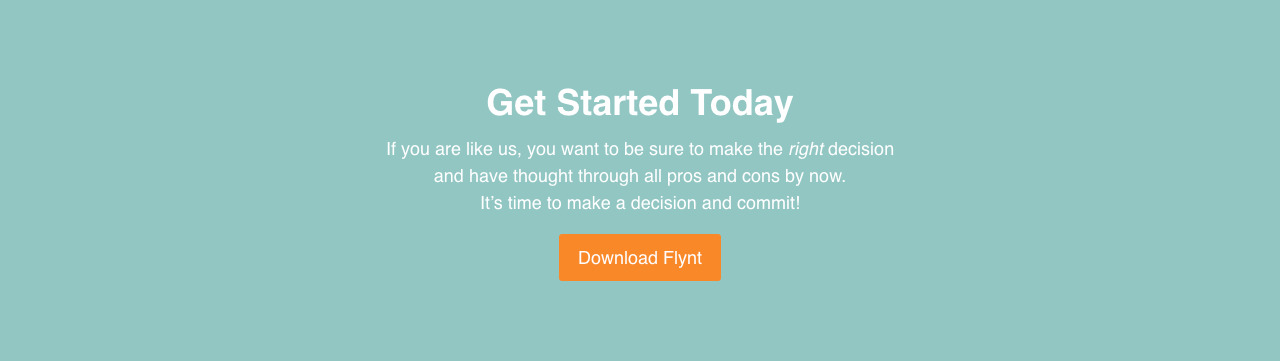 Get Started Today
If you are like us, you want to be sure to make the right decision
and have thought through all pros and cons by now.
It’s time to make a decision and commit!
Download Flynt